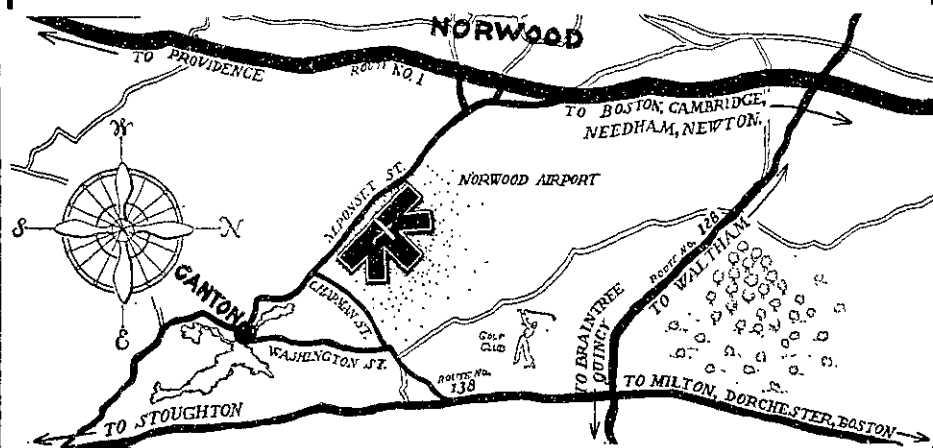 NORWOOD
TO PROVIDENCE
ROUTE NO. 1
TO BOSTON, CAMBRIDGE,
NEEDHAM, NEWTON.
W
S
N
E
NEPONSET ST.
NORWOOD AIRPORT
ROUTE NO. 128
TO WALTHAM
CANTON
CHAPMAN ST.
WASHINGTON ST.
GOLF
CLUB
TO BRAINTREE
QUINCY
ROUTE NO.
138
TO STOUGHTON
TO MILTON, DORCHESTER, BOSTON